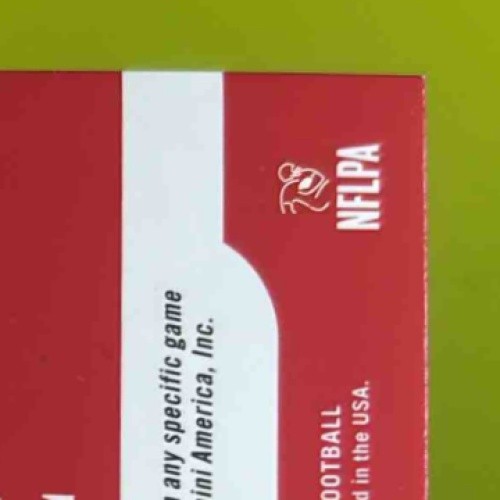 any specific game
ini America, Inc.
NFLPA
OOTBALL
d in the USA.